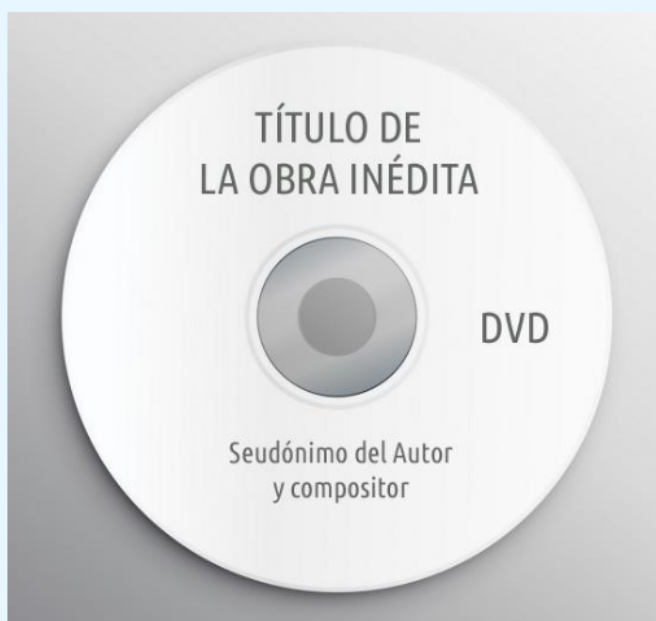 TÍTULO DE
LA OBRA INÉDITA
DVD
Seudónimo del Autor
y compositor